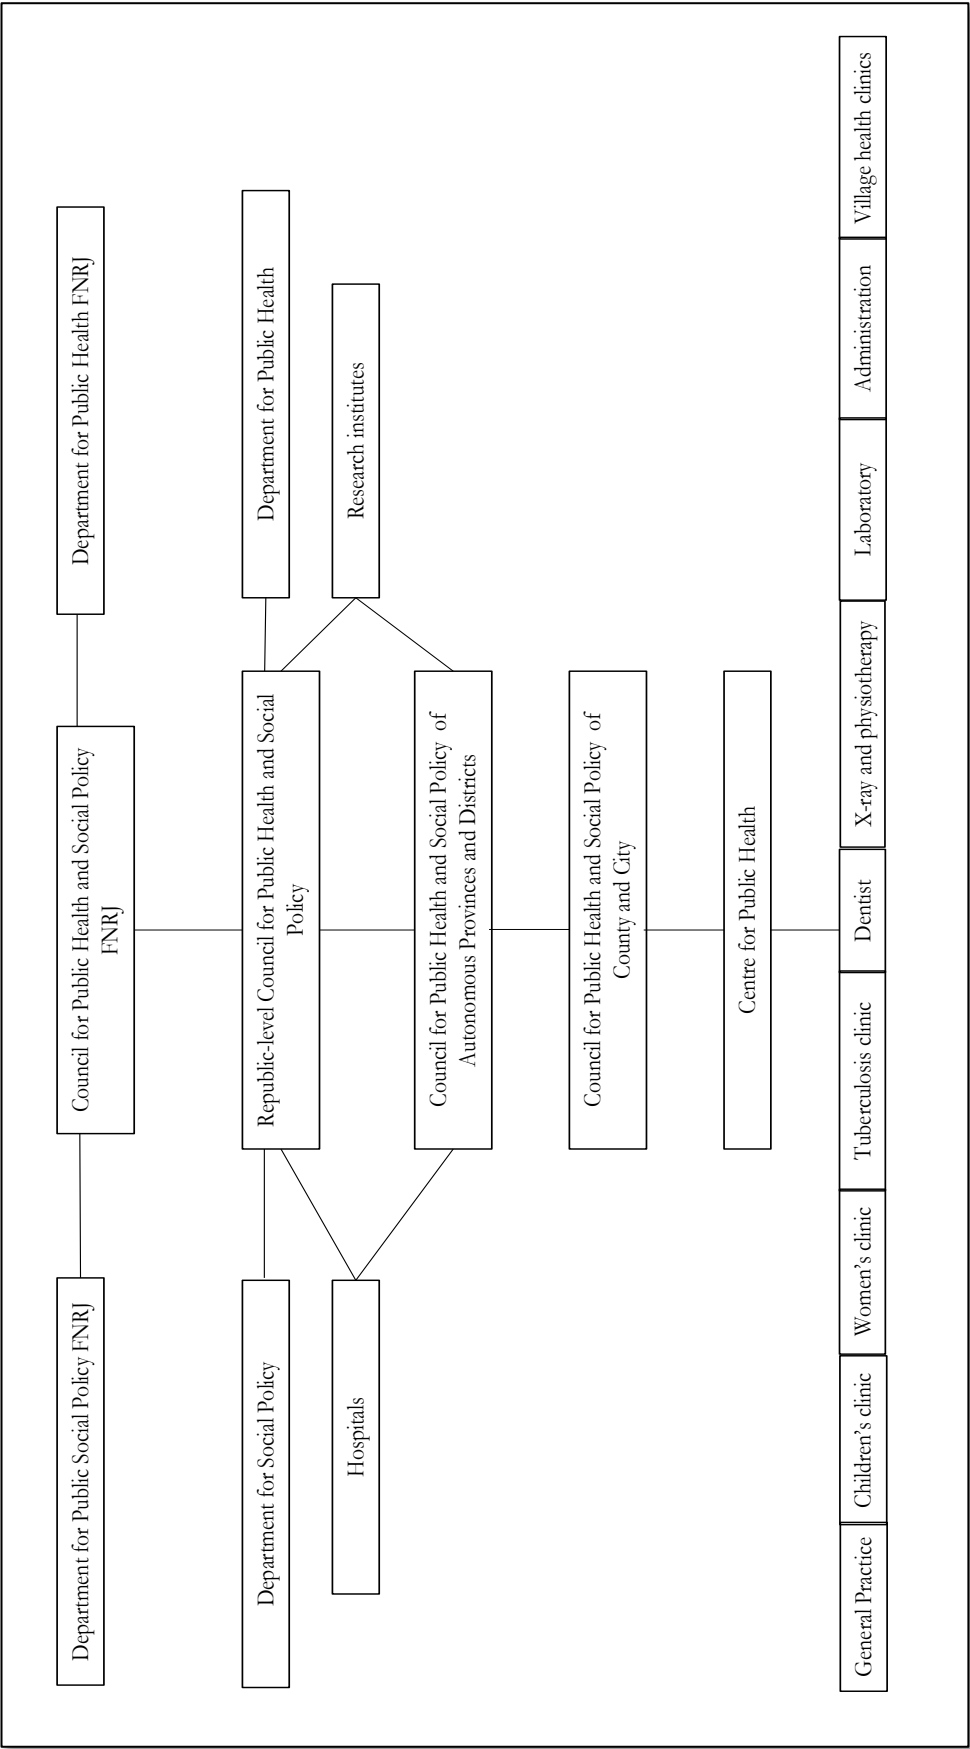 Department for Public Social Policy FNRJ
Council for Public Health and Social Policy
FNRJ
Department for Public Health FNRJ
Department for Social Policy
Republic-level Council for Public Health and Social
Policy
Department for Public Health
Hospitals
Research institutes
Council for Public Health and Social Policy of
Autonomous Provinces and Districts
Council for Public Health and Social Policy of
County and City
Centre for Public Health
General Practice
Children's clinic
Women's clinic
Tuberculosis clinic
Dentist
X-ray and physiotherapy
Laboratory
Administration
Village health clinics